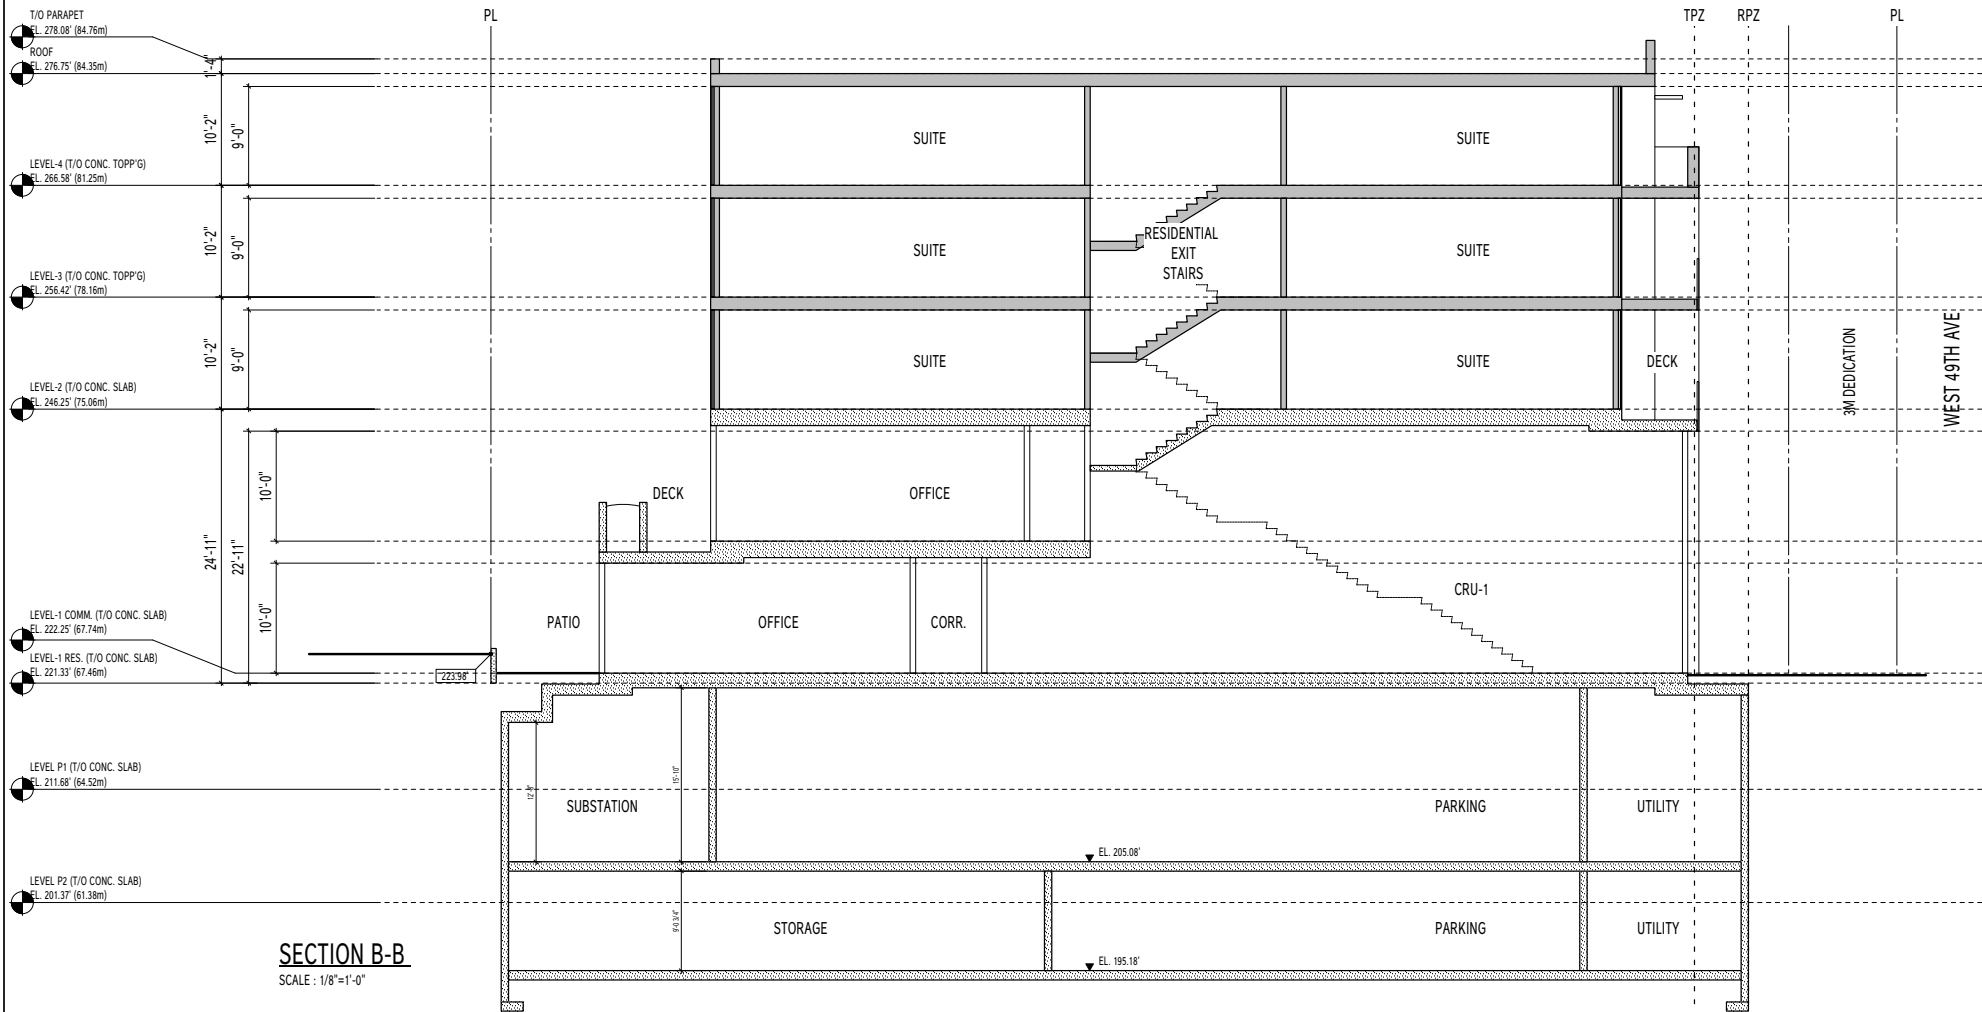 T/O PARAPET
EL. 278.08' (84.76m)
ROOF
EL. 276.75' (84.35m)
LEVEL-4 (T/O CONC. TOPP'G)
EL. 266.58' (81.25m)
LEVEL-3 (T/O CONC. TOPP'G)
EL. 256.42' (78.16m)
LEVEL-2 (T/O CONC. SLAB)
EL. 246.25' (75.06m)
LEVEL-1 COMM. (T/O CONC. SLAB)
EL. 222.25' (67.74m)
LEVEL-1 RES. (T/O CONC. SLAB)
EL. 221.33' (67.46m)
LEVEL P1 (T/O CONC. SLAB)
EL. 211.68' (64.52m)
LEVEL P2 (T/O CONC. SLAB)
EL. 201.37' (61.38m)
1'-4"
10'-2"
9'-0"
10'-2"
9'-0"
10'-2"
9'-0"
10'-0"
24'-11"
22'-11"
10'-0"
PL
TPZ
RPZ
PL
SUITE
SUITE
SUITE
RESIDENTIAL
EXIT
STAIRS
SUITE
SUITE
SUITE
DECK
3M DEDICATION
WEST 49TH AVE
DECK
OFFICE
PATIO
OFFICE
CORR.
CRU-1
223.98'
15'-10"
SUBSTATION
PARKING
UTILITY
EL. 205.08'
9'-0 3/4"
STORAGE
PARKING
UTILITY
EL. 195.18'
SECTION B-B
SCALE : 1/8"=1'-0"